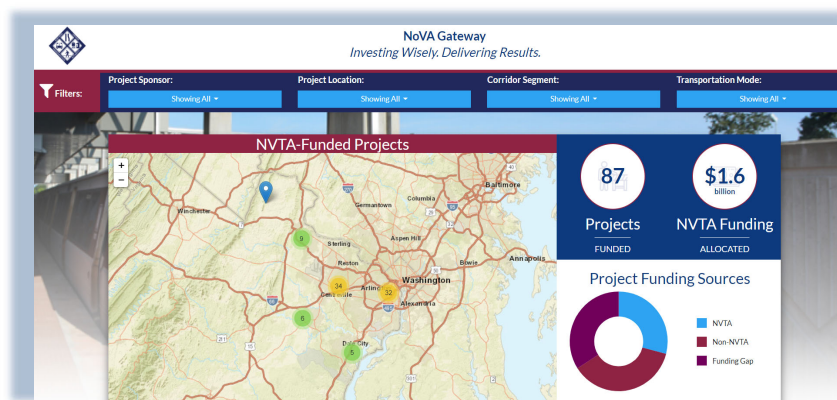 NoVA Gateway
Investing Wisely. Delivering Results.
Filters:
Project Sponsor:
Showing All
Project Location:
Showing All
Corridor Segment:
Showing All
Transportation Mode:
Showing All
NVTA-Funded Projects
+
−
Baltimore
Columbia
Germantown
Winchester
Aspen Hill
Sterling
Reston
Bowie
Annapolis
Washington
Alexandria
9
34
32
6
5
87
Projects
FUNDED
$1.6
billion
NVTA Funding
ALLOCATED
Project Funding Sources
NVTA
Non-NVTA
Funding Gap